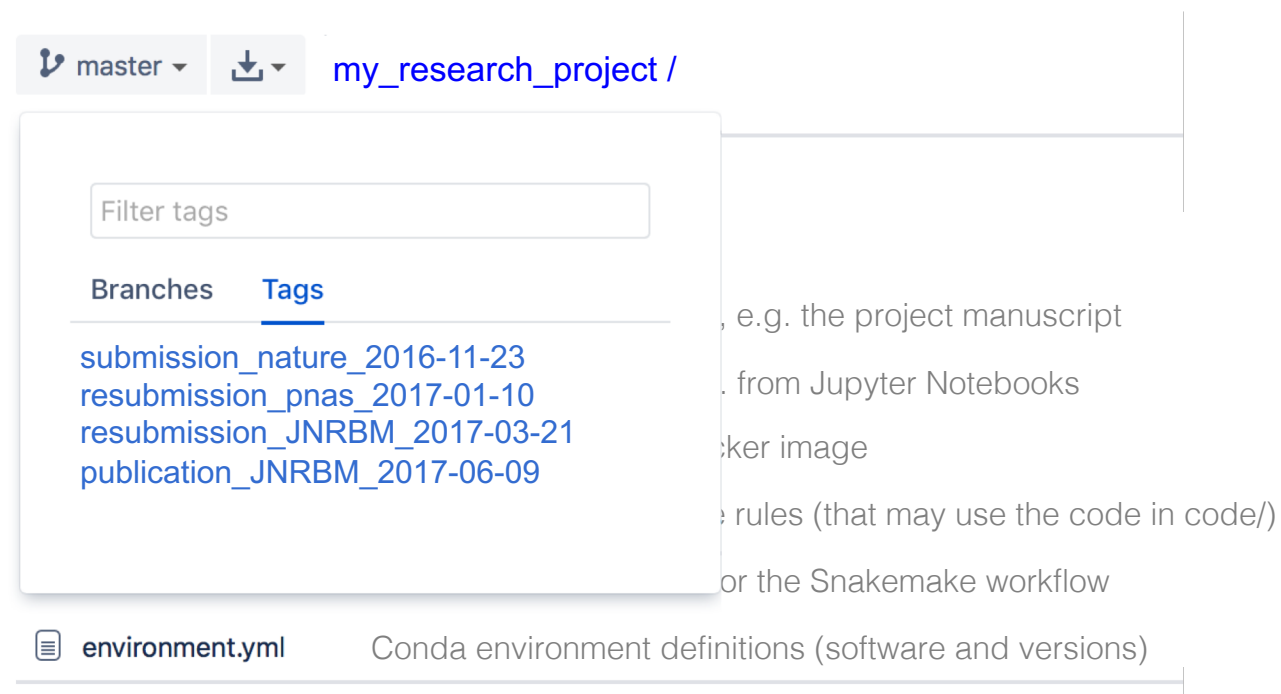 master
my_research_project /
Filter tags
Branches Tags
, e.g. the project manuscript
submission_nature_2016-11-23
. from Jupyter Notebooks
resubmission_pnas_2017-01-10
resubmission_JNRBM_2017-03-21
cker image
publication_JNRBM_2017-06-09
rules (that may use the code in code/)
or the Snakemake workflow
environment.yml Conda environment definitions (software and versions)